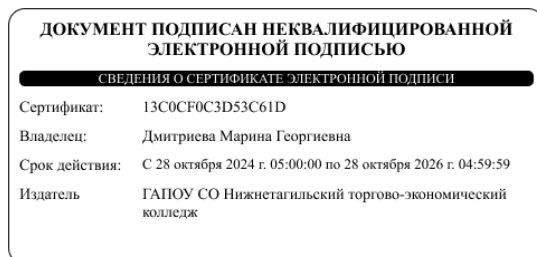 ДОКУМЕНТ ПОДПИСАН НЕКВАЛИФИЦИРОВАННОЙ
ЭЛЕКТРОННОЙ ПОДПИСЬЮ
СВЕДЕНИЯ О СЕРТИФИКАТЕ ЭЛЕКТРОННОЙ ПОДПИСИ
Сертификат: 13C0CF0C3D53C61D
Владелец: Дмитриева Марина Георгиевна
Срок действия: С 28 октября 2024 г. 05:00:00 по 28 октября 2026 г. 04:59:59
Издатель ГАПОУ СО Нижнетагильский торгово-экономический
колледж